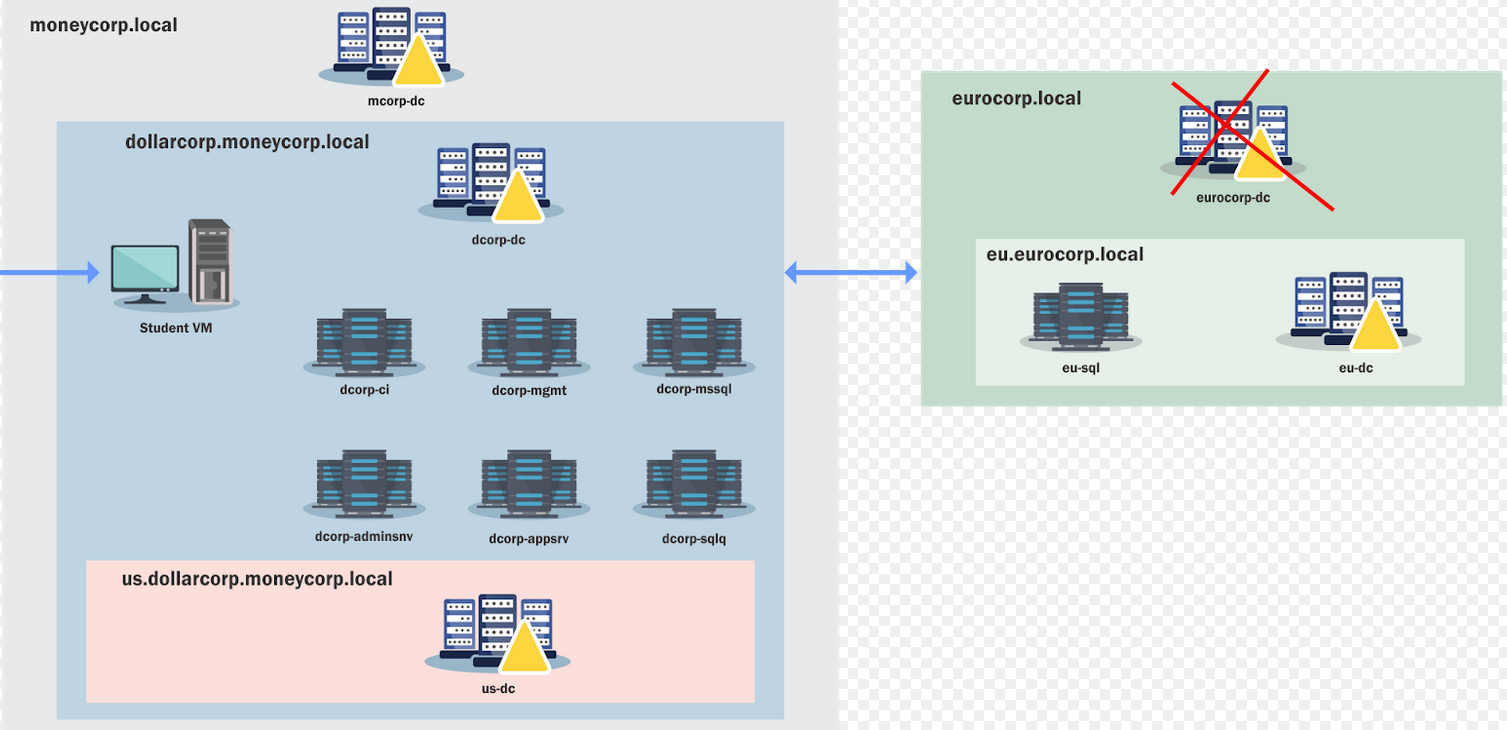 moneycorp.local
mcorp-dc
dollarcorp.moneycorp.local
dcorp-dc
Student VM
dcorp-ci
dcorp-mgmt
dcorp-mssql
dcorp-adminsnv
dcorp-appsrv
dcorp-sqlq
us.dollarcorp.moneycorp.local
us-dc
eurocorp.local
eurocorp-dc
eu.eurocorp.local
eu-sql
eu-dc